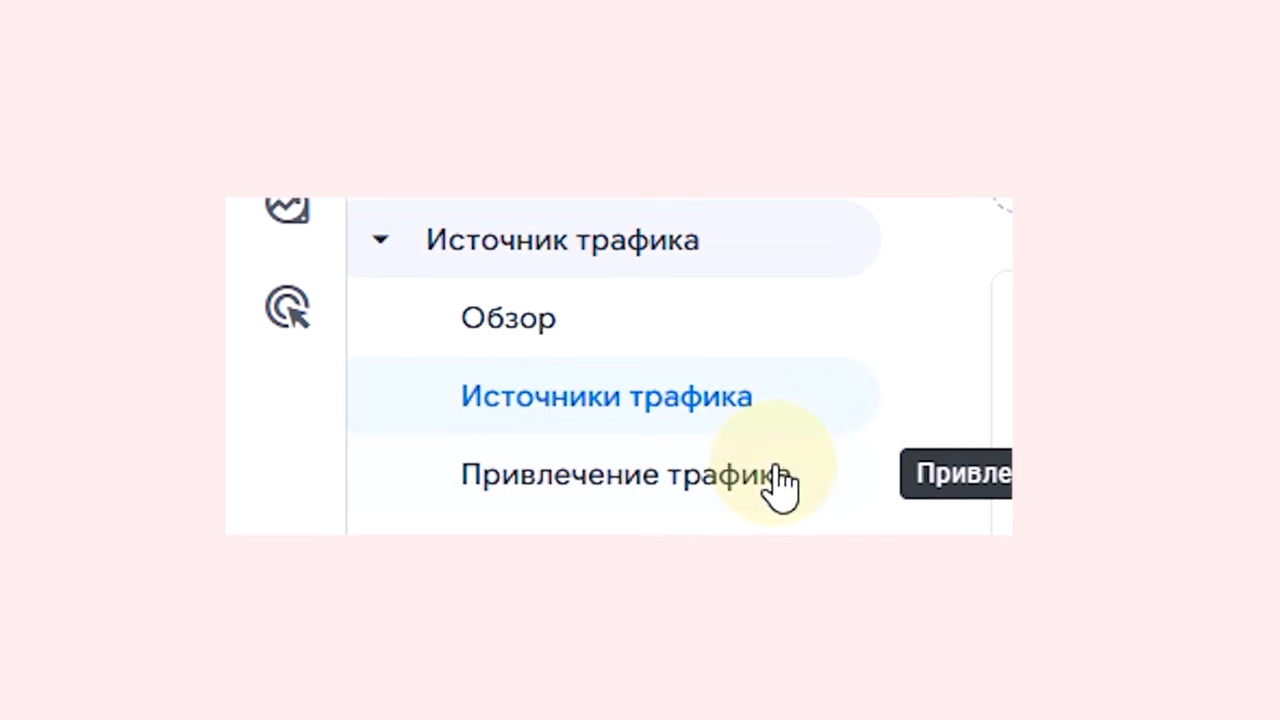 Источник трафика
Обзор
Источники трафика
Привлечение трафика
Привле